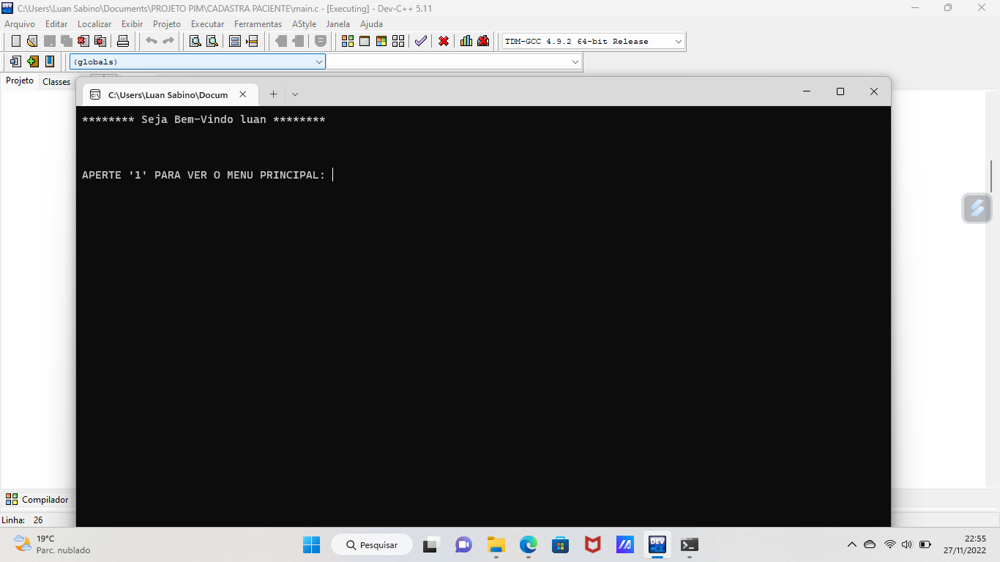 C:\Users\Luan Sabino\Documents\PROJETO PIM\CADASTRA PACIENTE\main.c - [Executing] - Dev-C++ 5.11
Arquivo Editar Localizar Exibir Projeto Executar Ferramentas AStyle Janela Ajuda
TDM-GCC 4.9.2 64-bit Release
(globals)
Projeto Classes
C:\Users\Luan Sabino\Docum
******** Seja Bem-Vindo luan ********
APERTE '1' PARA VER O MENU PRINCIPAL:
Compilador
Linha: 26
19°C
Parc. nublado
Pesquisar
DEV
22:55
27/11/2022